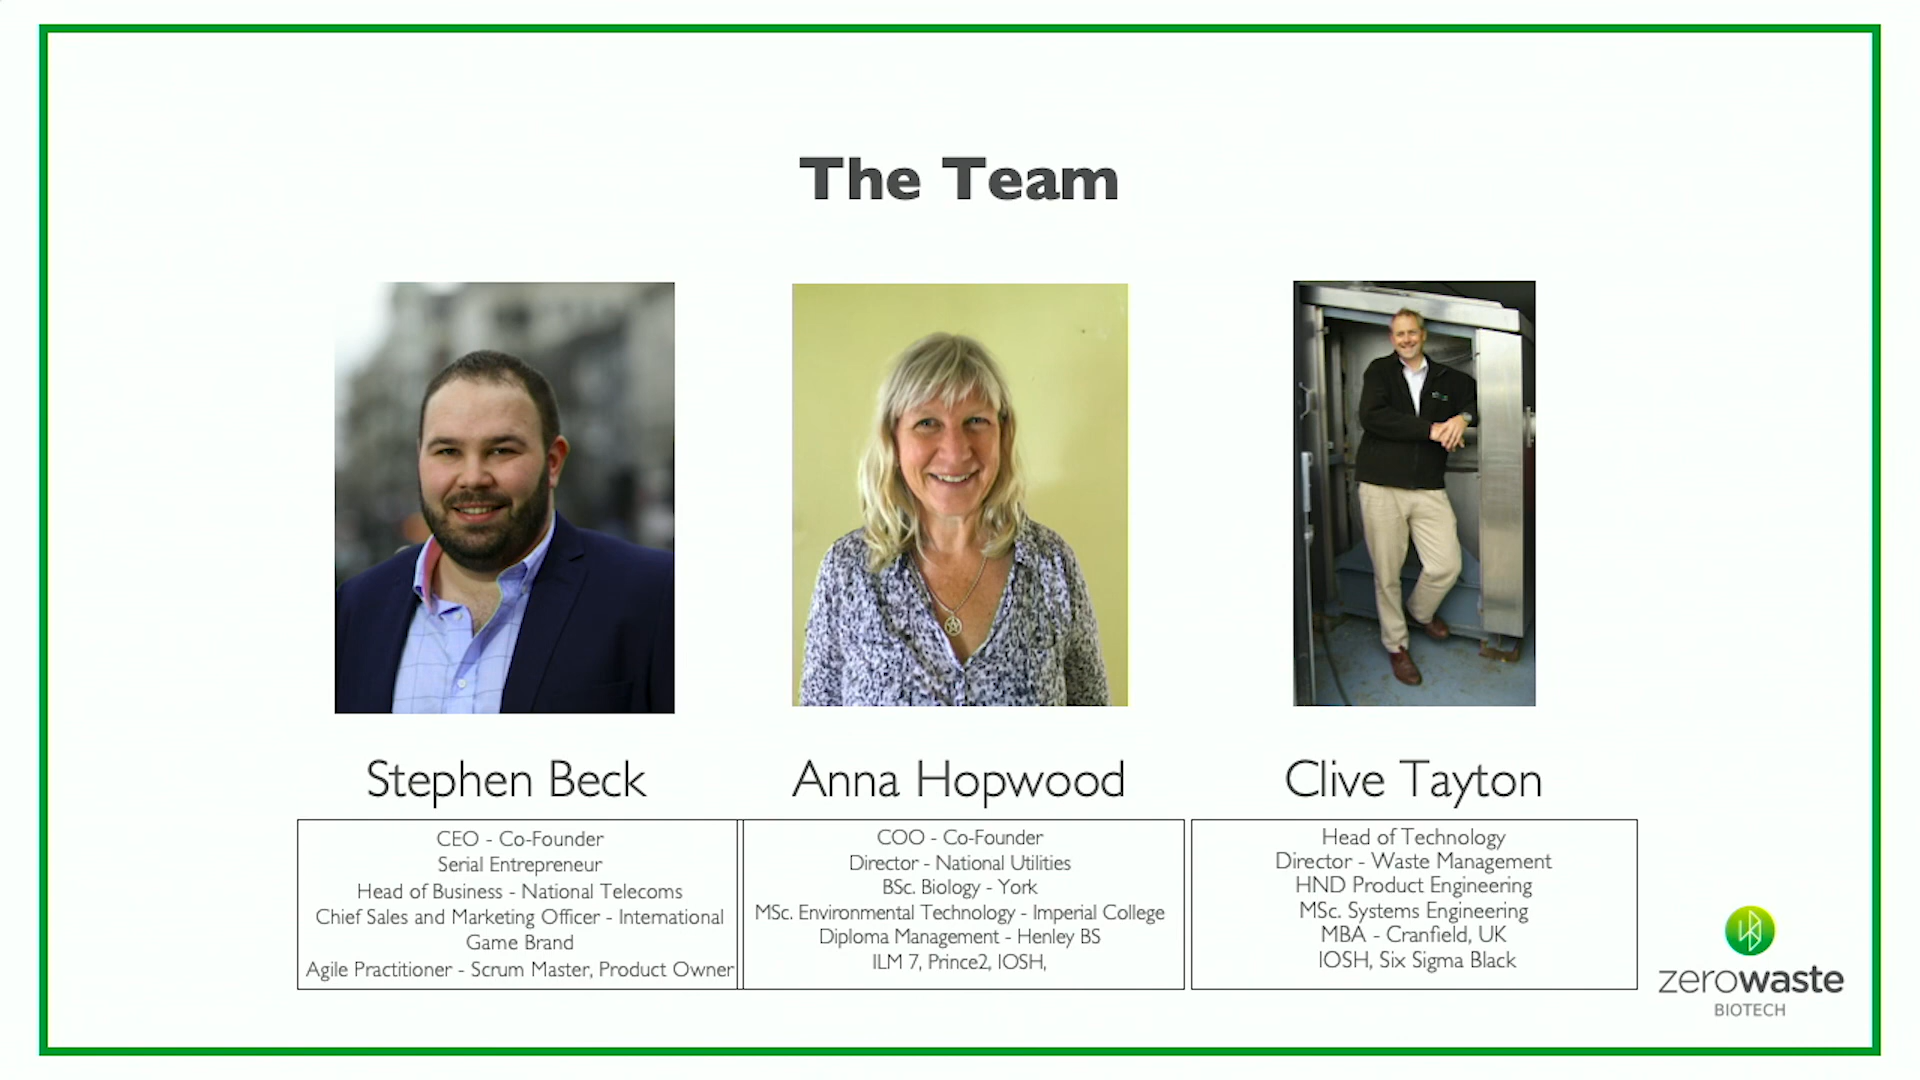 The Team
Stephen Beck
CEO - Co-Founder
Serial Entrepreneur
Head of Business - National Telecoms
Chief Sales and Marketing Officer - International
Game Brand
Agile Practitioner - Scrum Master, Product Owner
Anna Hopwood
COO - Co-Founder
Director - National Utilities
BSc. Biology - York
MSc. Environmental Technology - Imperial College
Diploma Management - Henley BS
ILM 7, Prince2, IOSH,
Clive Tayton
Head of Technology
Director - Waste Management
HND Product Engineering
MSc. Systems Engineering
MBA - Cranfield, UK
IOSH, Six Sigma Black
zerowaste
BIOTECH